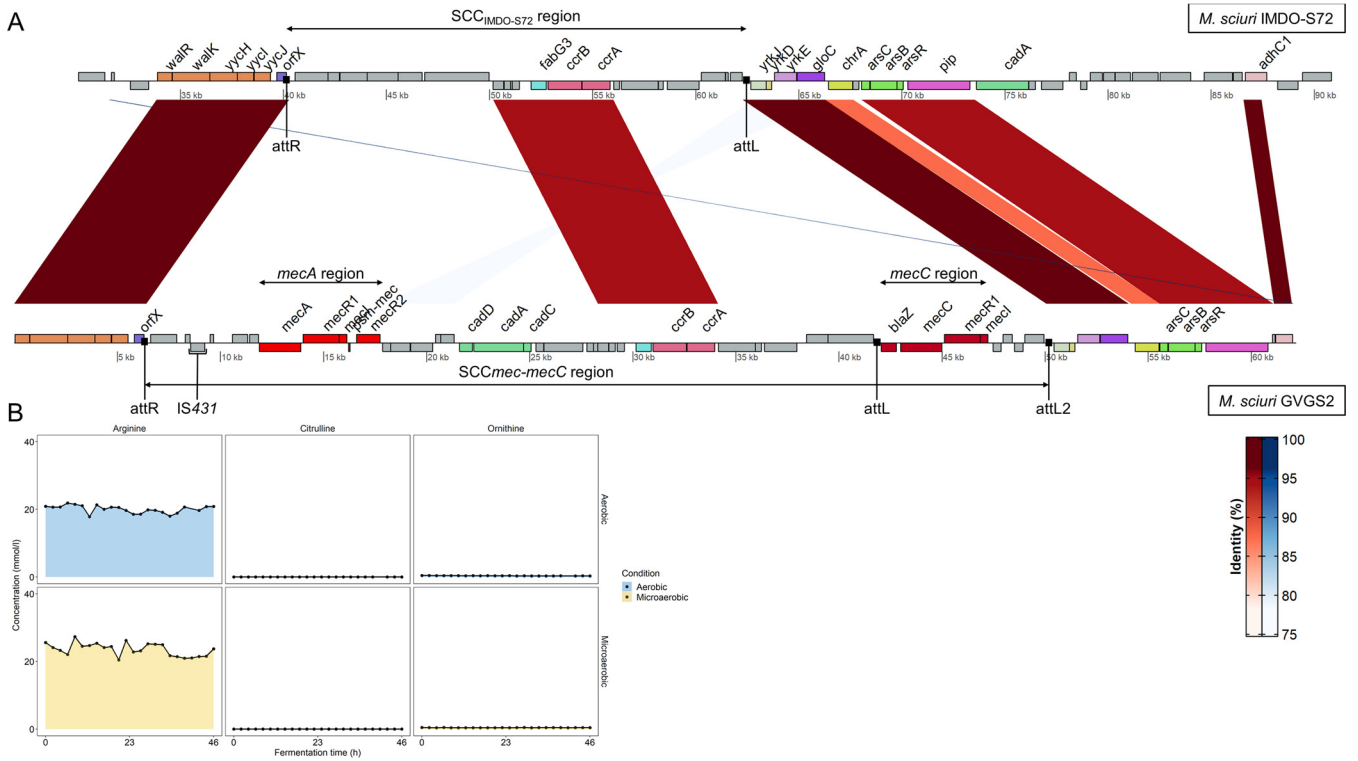 A
SCCIMDO-S72 region
M. sciuri IMDO-S72
walR walK yycH yycI yycJ orfX fabG3 ccrB ccrA yrkJ yrkD yrkE gloC chrA arsC arsB arsR pip cadA adhC1
35 kb 40 kb 45 kb 50 kb 55 kb 60 kb 65 kb 70 kb 75 kb 80 kb 85 kb 90 kb
attR attL
mecA region mecC region
orfX mecA mecR1 mecI psm-mec mecR2 cadD cadA cadC ccrB ccrA blaZ mecC mecR1 mecI arsC arsB arsR
5 kb 10 kb 15 kb 20 kb 25 kb 30 kb 35 kb 40 kb 45 kb 50 kb 55 kb 60 kb
SCCmec-mecC region
attR IS431 attL attL2
M. sciuri GVGS2
B
Arginine Citrulline Ornithine
40
20
0
Aerobic
40
20
0
Microaerobic
Concentration (mmol/l)
0 23 46 0 23 46 0 23 46
Fermentation time (h)
Condition
Aerobic
Microaerobic
Identity (%)
100
95
90
85
80
75